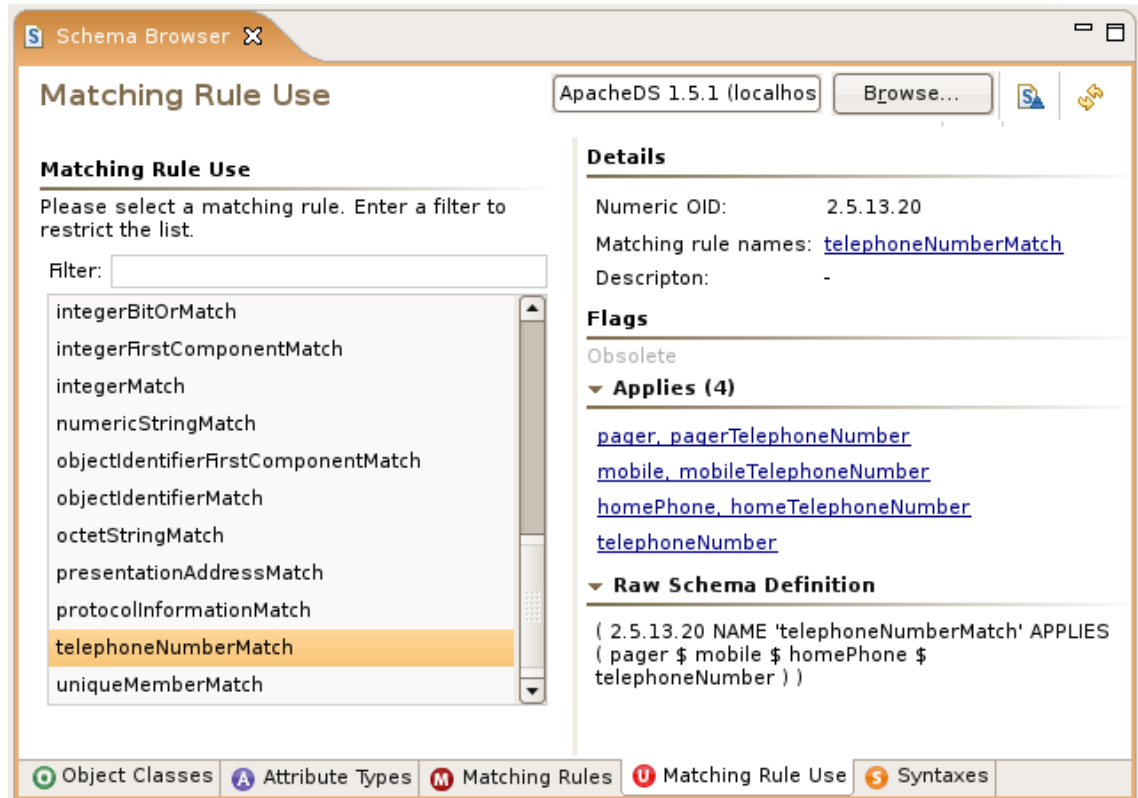 Schema Browser
Matching Rule Use
ApacheDS 1.5.1 (localhos
Browse...
Matching Rule Use
Please select a matching rule. Enter a filter to
restrict the list.
Filter:
integerBitOrMatch
integerFirstComponentMatch
integerMatch
numericStringMatch
objectIdentifierFirstComponentMatch
objectIdentifierMatch
octetStringMatch
presentationAddressMatch
protocolInformationMatch
telephoneNumberMatch
uniqueMemberMatch
Details
Numeric OID: 2.5.13.20
Matching rule names: telephoneNumberMatch
Descripton: -
Flags
Obsolete
Applies (4)
pager, pagerTelephoneNumber
mobile, mobileTelephoneNumber
homePhone, homeTelephoneNumber
telephoneNumber
Raw Schema Definition
( 2.5.13.20 NAME 'telephoneNumberMatch' APPLIES
( pager $ mobile $ homePhone $
telephoneNumber ) )
Object Classes
Attribute Types
Matching Rules
Matching Rule Use
Syntaxes